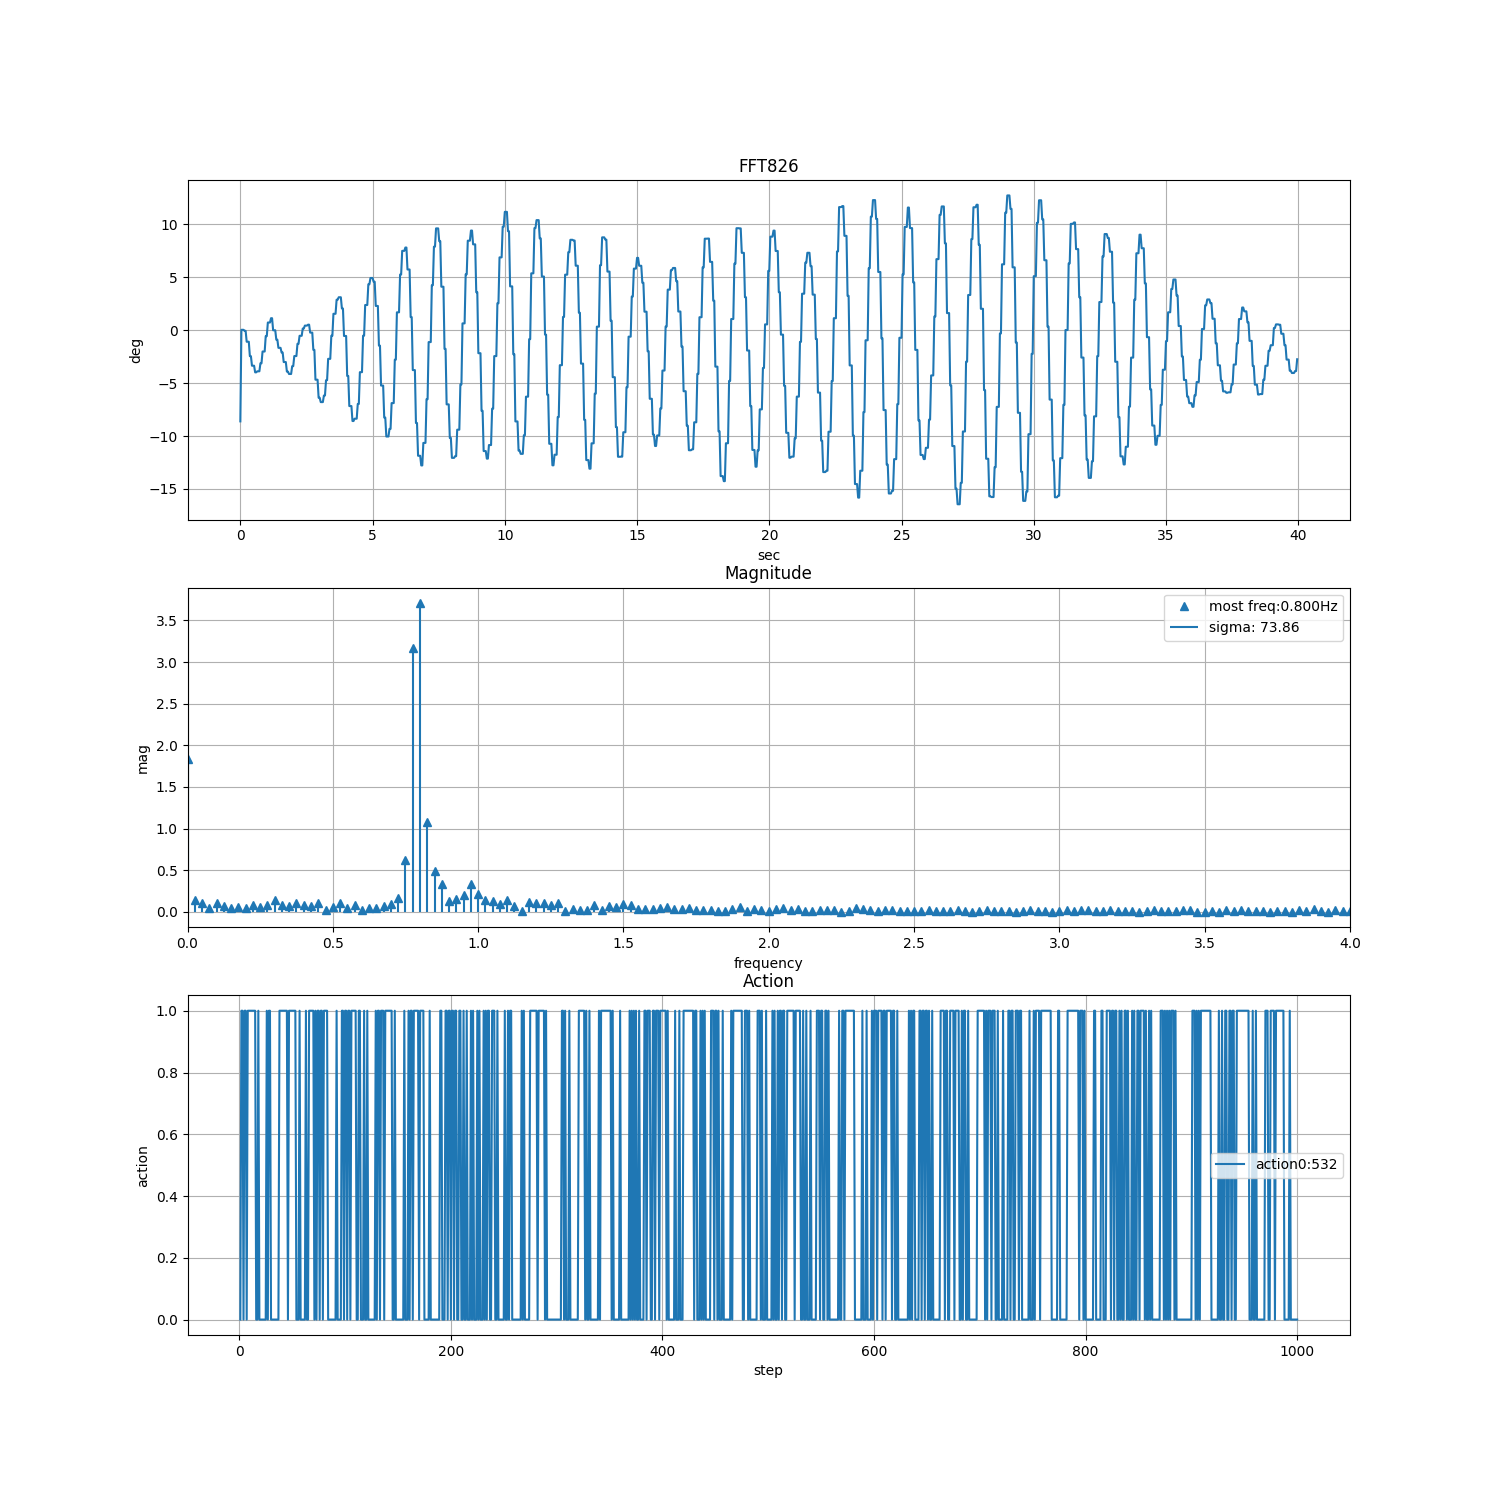 FFT826
10
5
0
−5
−10
−15
deg
0 5 10 15 20 25 30 35 40
sec
Magnitude
most freq:0.800Hz
sigma: 73.86
3.5
3.0
2.5
2.0
1.5
1.0
0.5
0.0
mag
0.0 0.5 1.0 1.5 2.0 2.5 3.0 3.5 4.0
frequency
Action
1.0
0.8
0.6
0.4
0.2
0.0
action
action0:532
0 200 400 600 800 1000
step